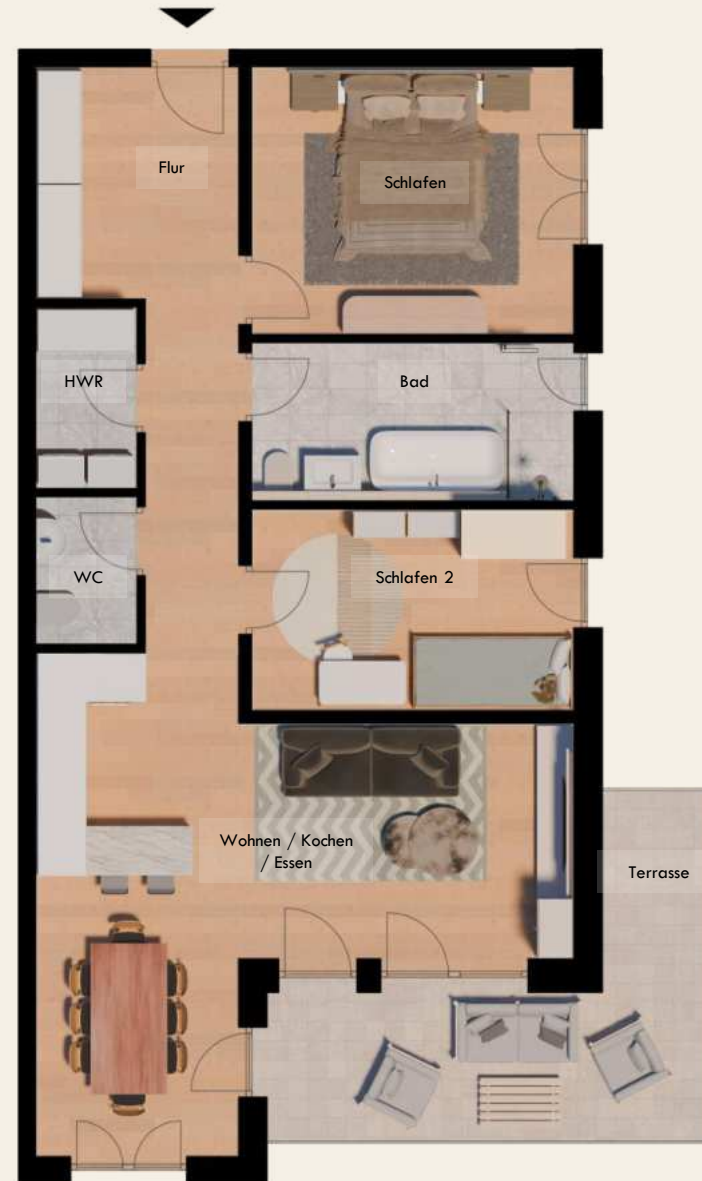 Flur
Schlafen
HWR
Bad
WC
Schlafen 2
Wohnen / Kochen
/ Essen
Terrasse